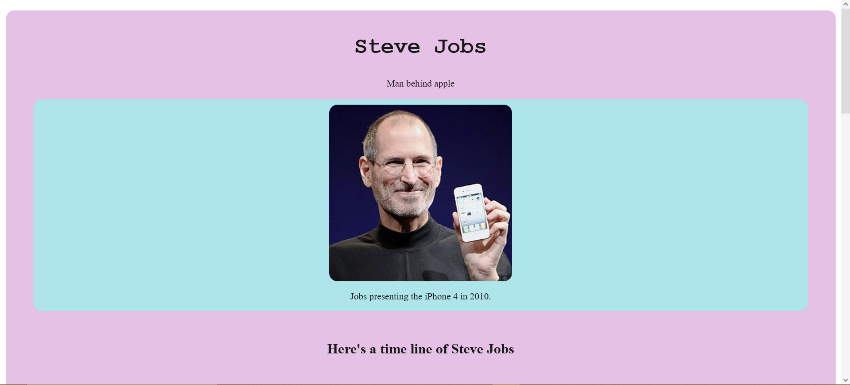 Steve Jobs
Man behind apple
Jobs presenting the iPhone 4 in 2010.
Here's a time line of Steve Jobs